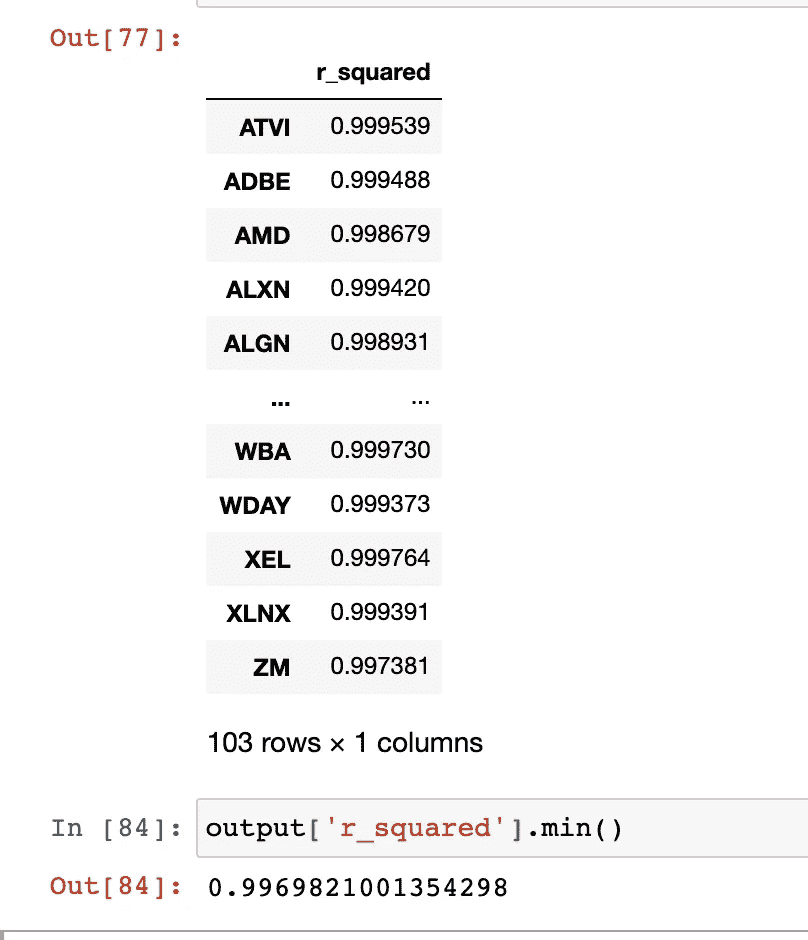 Out[77]:
r_squared
ATVI 0.999539
ADBE 0.999488
AMD 0.998679
ALXN 0.999420
ALGN 0.998931
... ...
WBA 0.999730
WDAY 0.999373
XEL 0.999764
XLNX 0.999391
ZM 0.997381
103 rows × 1 columns
In [84]: output['r_squared'].min()
Out[84]: 0.9969821001354298